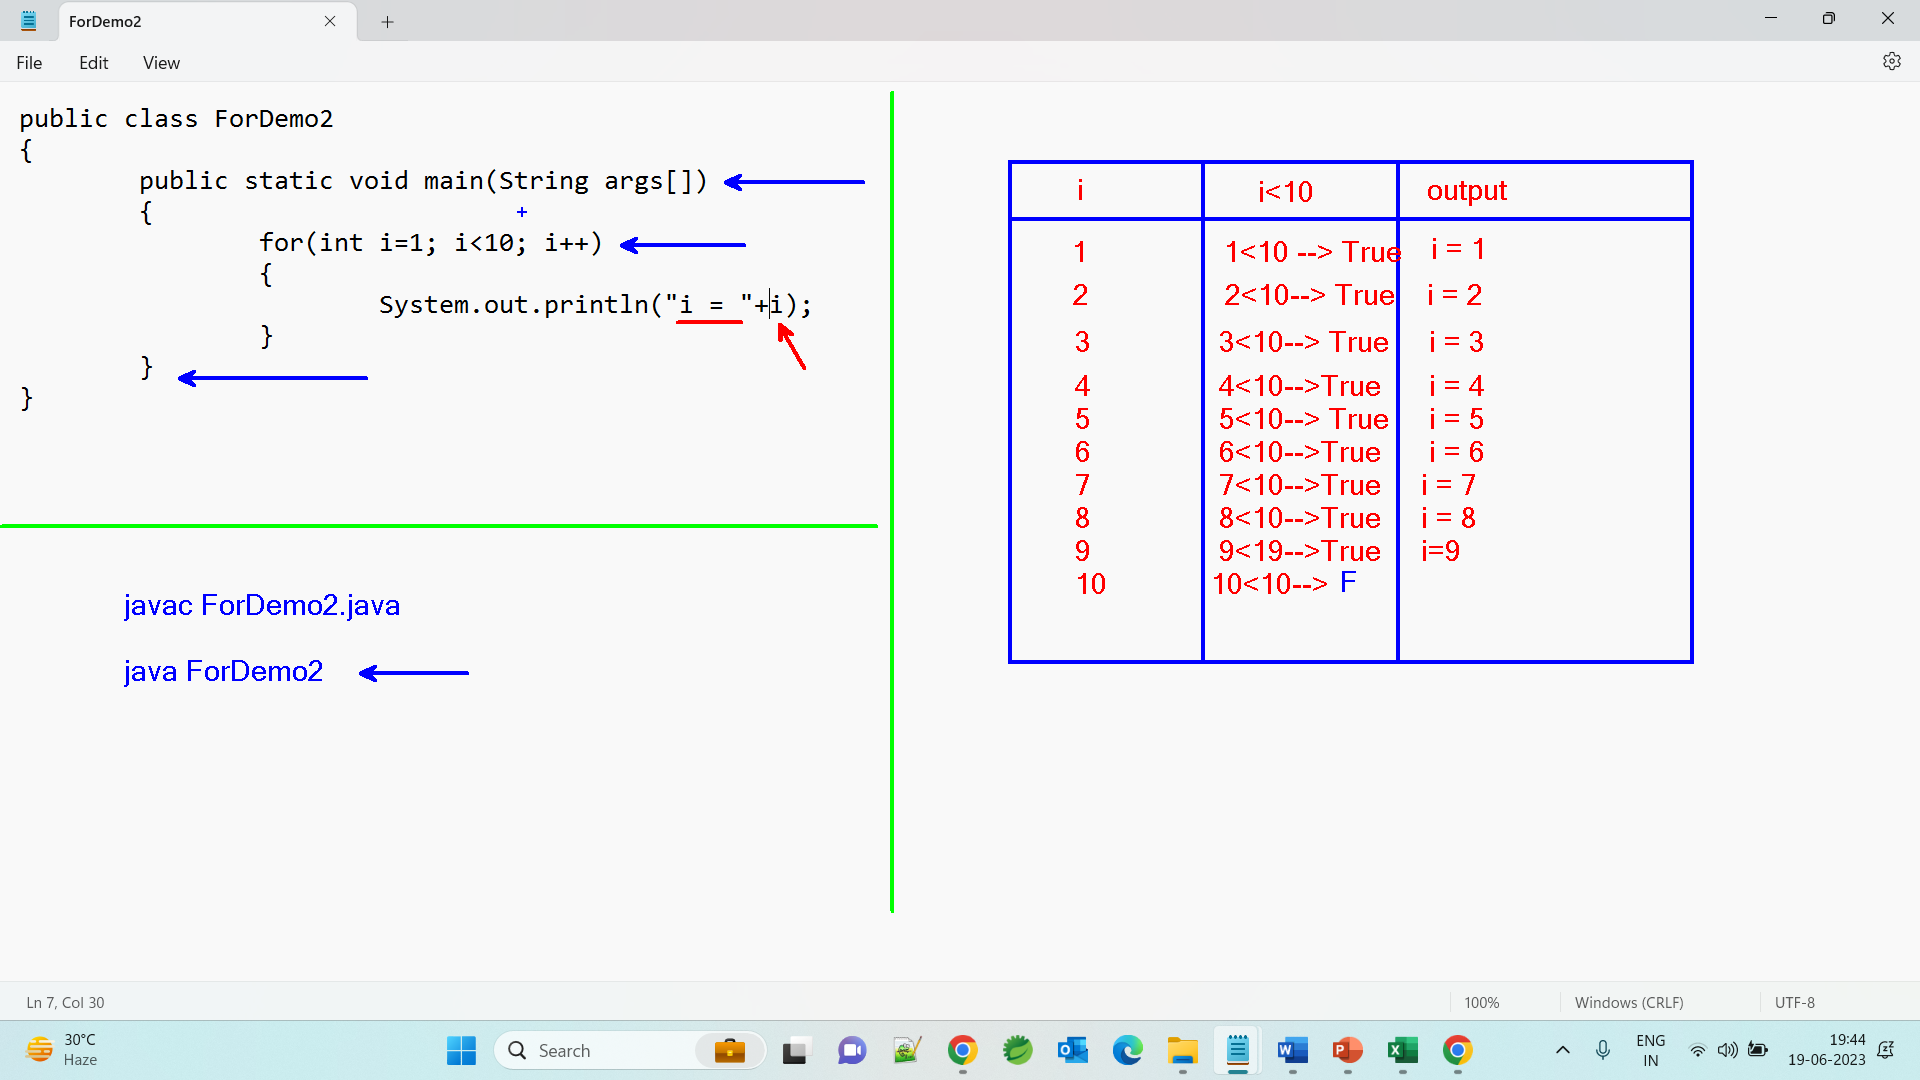 ForDemo2
File Edit View
public class ForDemo2
{
public static void main(String args[])
{
for(int i=1; i<10; i++)
{
System.out.println("i = "+i);
}
}
}
javac ForDemo2.java
java ForDemo2
i i<10 output
1 1<10 --> True i = 1
2 2<10--> True i = 2
3 3<10--> True i = 3
4 4<10-->True i = 4
5 5<10--> True i = 5
6 6<10-->True i = 6
7 7<10-->True i = 7
8 8<10-->True i = 8
9 9<19-->True i=9
10 10<10--> F
Ln 7, Col 30 100% Windows (CRLF) UTF-8
30°C
Haze
Search
ENG
IN
19:44
19-06-2023